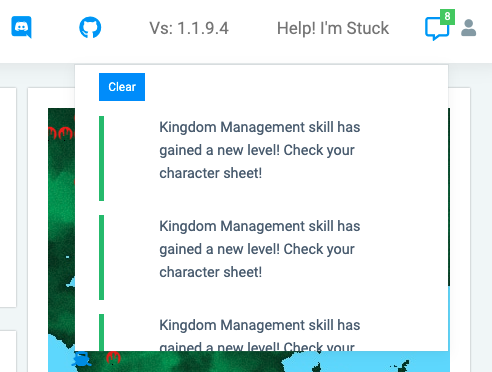 Vs: 1.1.9.4
Help! I'm Stuck
8
Clear
Kingdom Management skill has
gained a new level! Check your
character sheet!
Kingdom Management skill has
gained a new level! Check your
character sheet!
Kingdom Management skill has
gained a new level! Check your